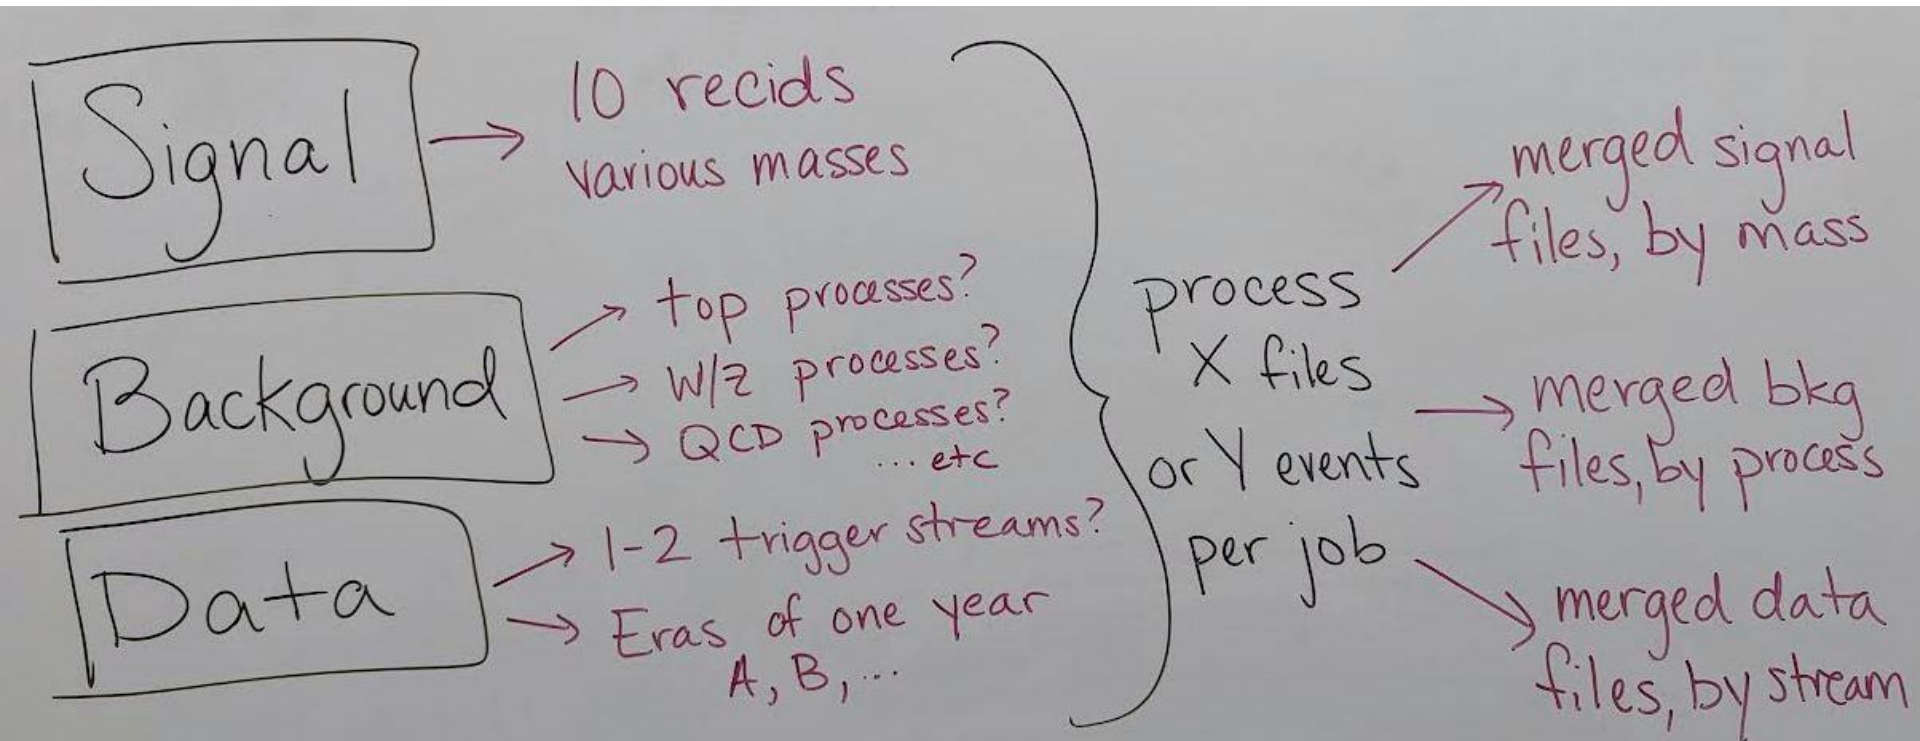 Signal
10 recids
various masses
Background
top processes?
W/Z processes?
QCD processes?
... etc
Data
1-2 trigger streams?
Eras of one year
A, B, ...
process
X files
or Y events
per job
merged signal
files, by mass
merged bkg
files, by process
merged data
files, by stream